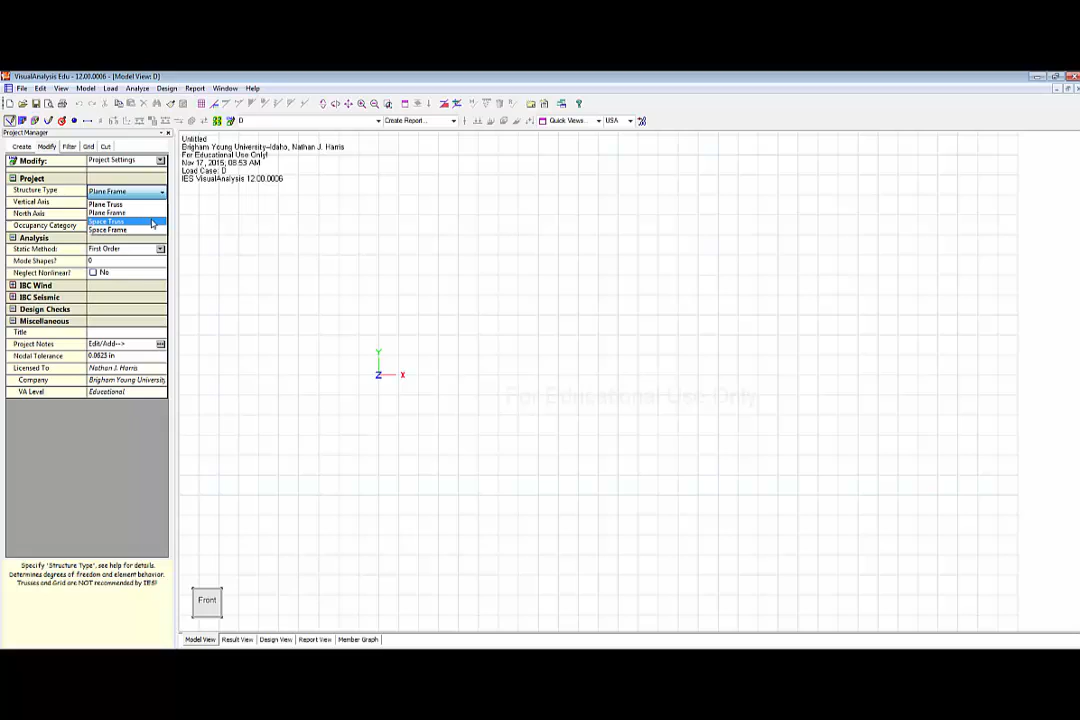 VisualAnalysis Edu - 12.00.0006 - [Model View: D]
File Edit View Model Load Analyze Design Report Window Help
D Create Report... Quick Views... USA
Project Manager
Create Modify Filter Grid Cut
Modify: Project Settings
Project
Structure Type Plane Frame
Vertical Axis Plane Truss
North Axis Plane Frame
Space Truss
Occupancy Category Space Frame
Analysis
Static Method: First Order
Mode Shapes? 0
Neglect Nonlinear? No
IBC Wind
IBC Seismic
Design Checks
Miscellaneous
Title
Project Notes Edit/Add-->
Nodal Tolerance 0.0625 in
Licensed To Nathan J. Harris
Company Brigham Young University
VA Level Educational
Specify 'Structure Type', see help for details.
Determines degrees of freedom and element behavior.
Trusses and Grid are NOT recommended by IES!
Untitled
Brigham Young University-Idaho, Nathan J. Harris
For Educational Use Only!
Nov 17, 2015; 08:53 AM
Load Case: D
IES VisualAnalysis 12.00.0006
Y
Z X
For Educational Use Only
Front
Model View Result View Design View Report View Member Graph